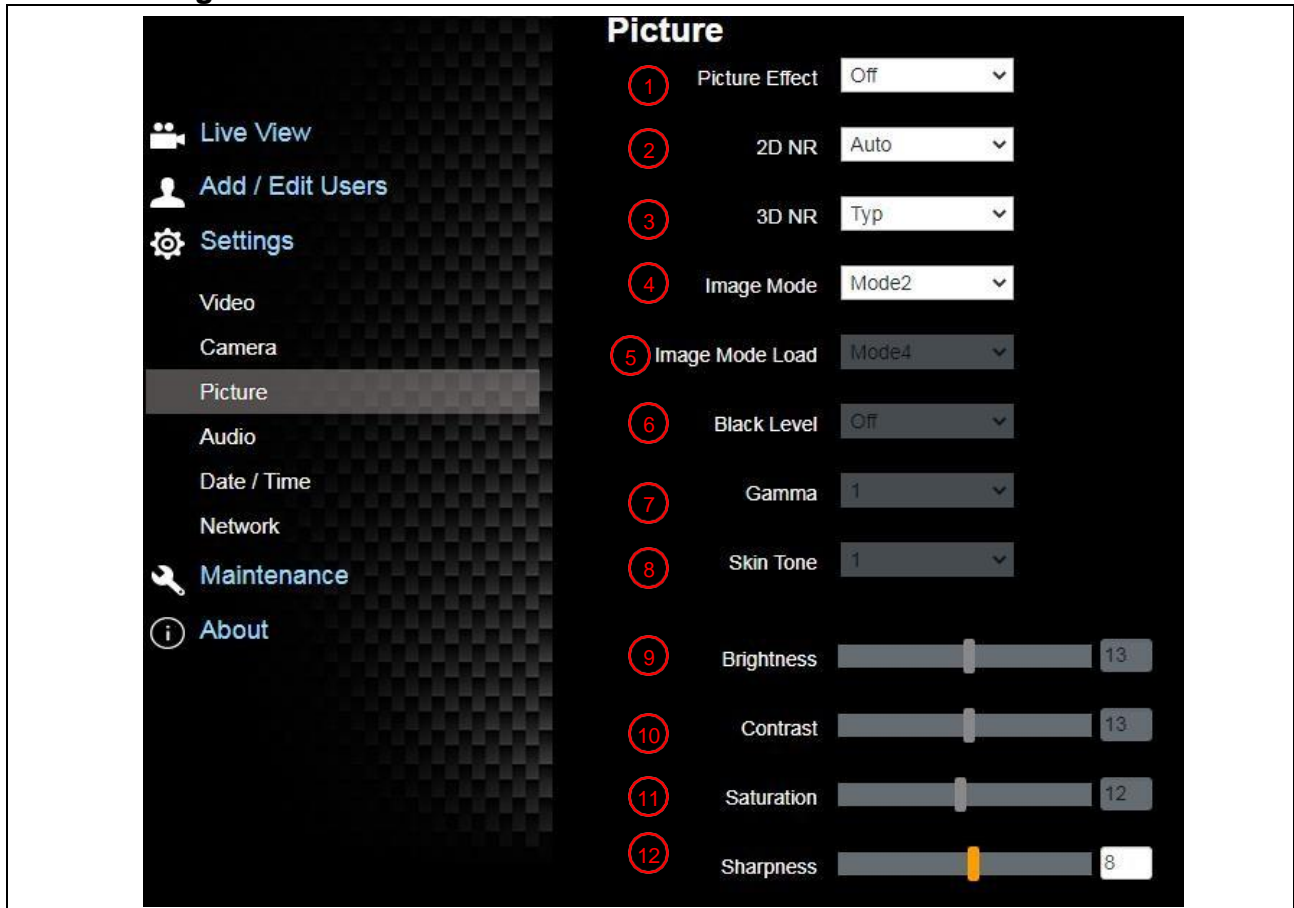 Picture
1 Picture Effect Off
2 2D NR Auto
3 3D NR Typ
4 Image Mode Mode2
5 Image Mode Load Mode4
6 Black Level Off
7 Gamma 1
8 Skin Tone 1
9 Brightness 13
10 Contrast 13
11 Saturation 12
12 Sharpness 8
Live View
Add / Edit Users
Settings
Video
Camera
Picture
Audio
Date / Time
Network
Maintenance
About